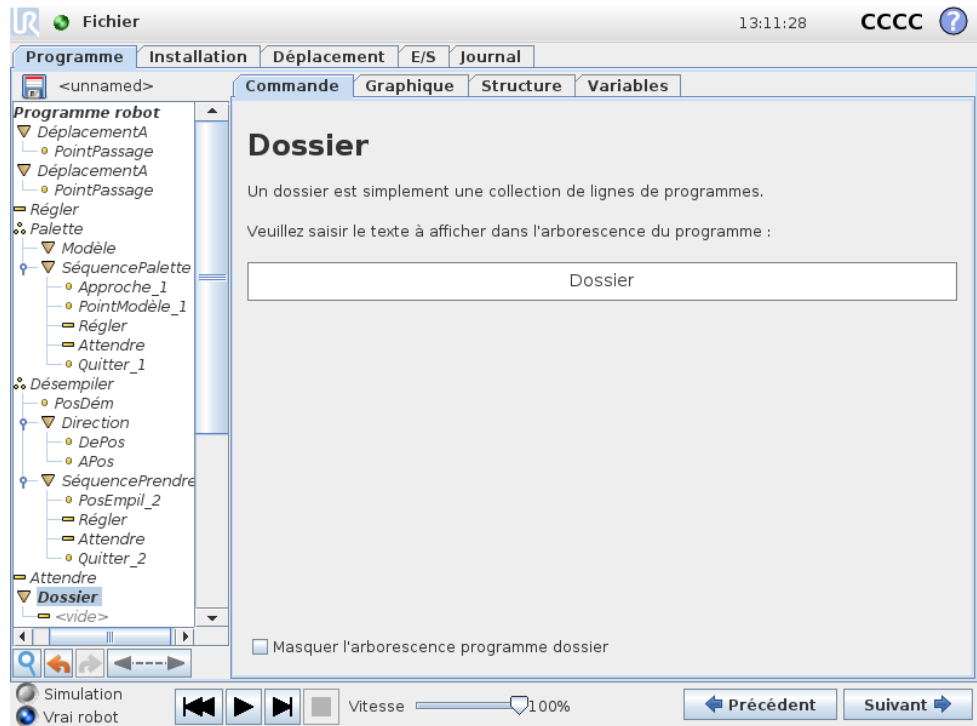 UR Fichier 13:11:28 CCCC ?
Programme Installation Déplacement E/S Journal
<unnamed>
Commande Graphique Structure Variables
Programme robot
DéplacementA
PointPassage
DéplacementA
PointPassage
Régler
Palette
Modèle
SéquencePalette
Approche_1
PointModèle_1
Régler
Attendre
Quitter_1
Désempiler
PosDém
Direction
DePos
APos
SéquencePrendre
PosEmpil_2
Régler
Attendre
Quitter_2
Attendre
Dossier
<vide>
Dossier
Un dossier est simplement une collection de lignes de programmes.
Veuillez saisir le texte à afficher dans l'arborescence du programme :
Dossier
Masquer l'arborescence programme dossier
Simulation
Vrai robot
Vitesse 100%
Précédent Suivant